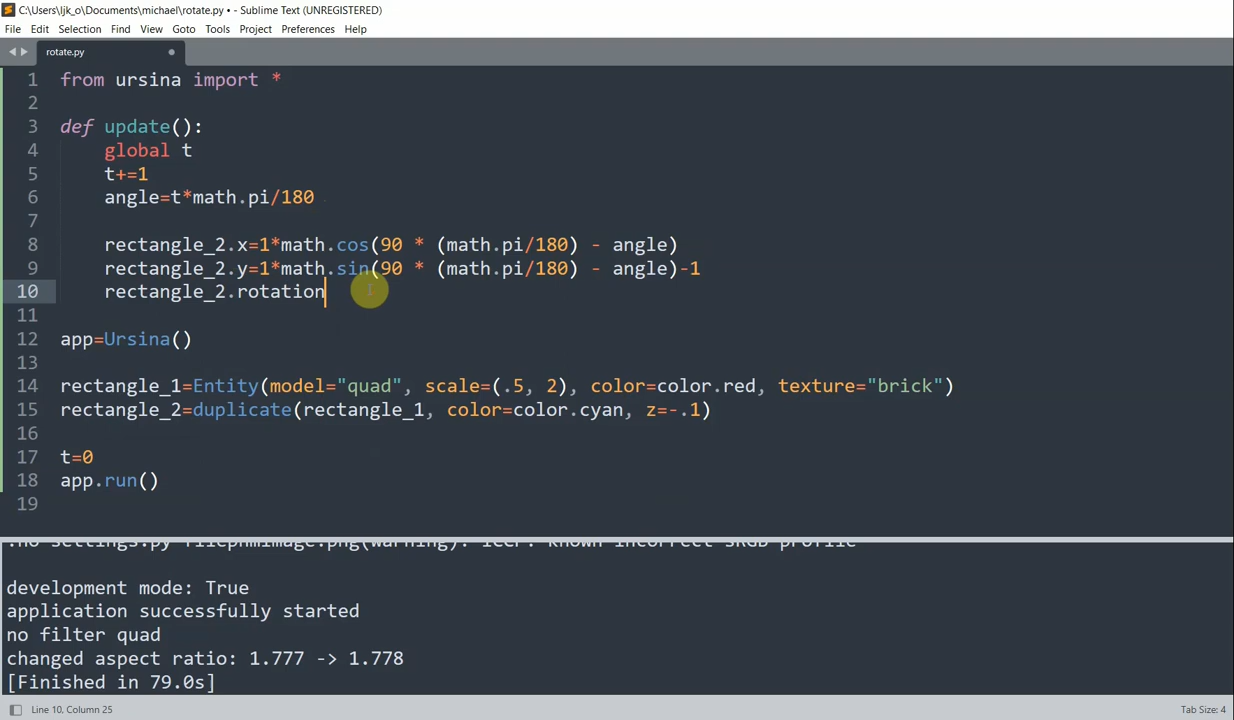 C:\Users\ljk_o\Documents\michael\rotate.py • - Sublime Text (UNREGISTERED)
File Edit Selection Find View Goto Tools Project Preferences Help
rotate.py
1 from ursina import *
2
3 def update():
4     global t
5     t+=1
6     angle=t*math.pi/180
7
8     rectangle_2.x=1*math.cos(90 * (math.pi/180) - angle)
9     rectangle_2.y=1*math.sin(90 * (math.pi/180) - angle)-1
10     rectangle_2.rotation
11
12 app=Ursina()
13
14 rectangle_1=Entity(model="quad", scale=(.5, 2), color=color.red, texture="brick")
15 rectangle_2=duplicate(rectangle_1, color=color.cyan, z=-.1)
16
17 t=0
18 app.run()
19
development mode: True
application successfully started
no filter quad
changed aspect ratio: 1.777 -> 1.778
[Finished in 79.0s]
Line 10, Column 25
Tab Size: 4